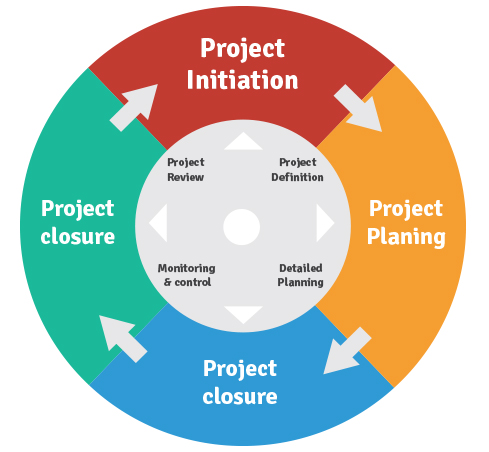 Project
Initiation
Project
Review
Project
Definition
Project
closure
Project
Planing
Monitoring
& control
Detailed
Planning
Project
closure